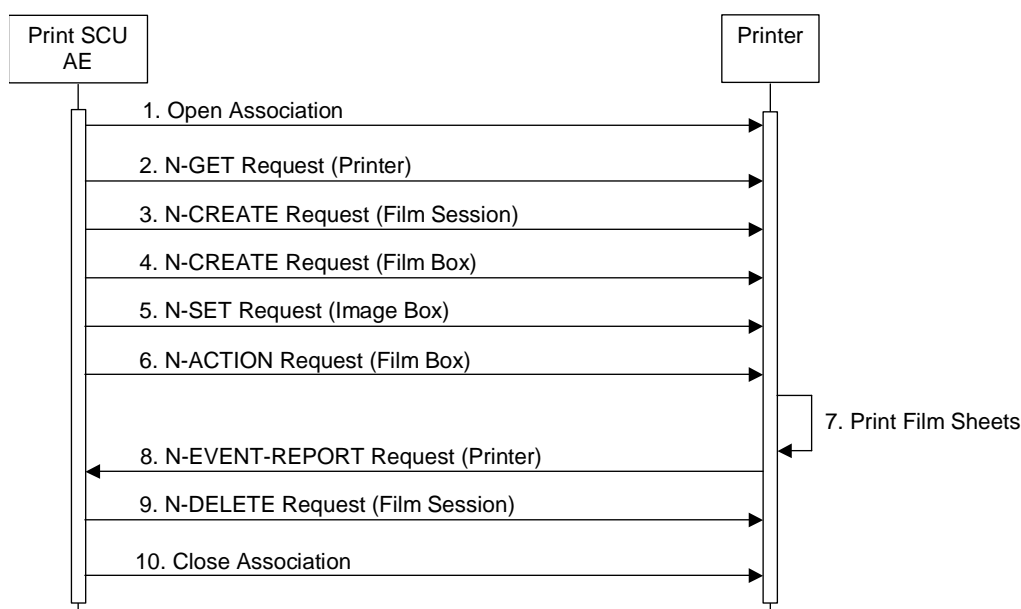 Print SCU
AE
Printer
1. Open Association
2. N-GET Request (Printer)
3. N-CREATE Request (Film Session)
4. N-CREATE Request (Film Box)
5. N-SET Request (Image Box)
6. N-ACTION Request (Film Box)
7. Print Film Sheets
8. N-EVENT-REPORT Request (Printer)
9. N-DELETE Request (Film Session)
10. Close Association